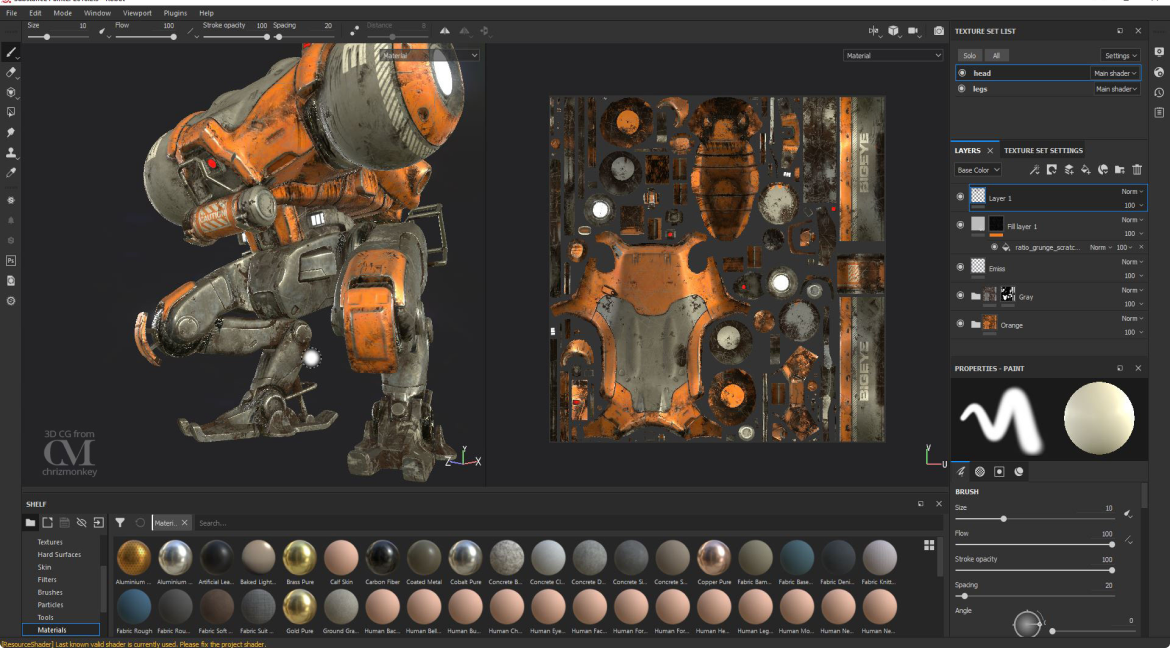 File Edit Mode Window Viewport Plugins Help
Size 10 Flow 100 Stroke opacity 100 Spacing 20 Distance 8
Material
Material
TEXTURE SET LIST
Solo All Settings
head Main shader
legs Main shader
LAYERS TEXTURE SET SETTINGS
Base Color
Layer 1 Norm 100
Fill layer 1 Norm 100
ratio_grunge_scratc... Norm 100
Emiss Norm 100
Gray Norm 100
Orange Norm 100
PROPERTIES - PAINT
BRUSH
Size 10
Flow 100
Stroke opacity 100
Spacing 20
Angle 0
Ps
CAUTION
BIGEYE
BIGEYE
3D CG from
CM
chrizmonkey
Y
Z X
V
U
SHELF
Materi... Search...
Textures
Hard Surfaces
Skin
Filters
Brushes
Particles
Tools
Materials
Aluminium ... Aluminium ... Artificial Lea... Baked Light... Brass Pure Calf Skin Carbon Fiber Coated Metal Cobalt Pure Concrete B... Concrete Cl... Concrete D... Concrete Si... Concrete S... Copper Pure Fabric Bam... Fabric Base... Fabric Deni... Fabric Knitt...
Fabric Rough Fabric Rou... Fabric Soft ... Fabric Suit ... Gold Pure Ground Gra... Human Bac... Human Bell... Human Bu... Human Ch... Human Eye... Human Fac... Human For... Human For... Human He... Human Leg... Human Mo... Human Ne... Human Ne...
[ResourceShader] Last known valid shader is currently used. Please fix the project shader.